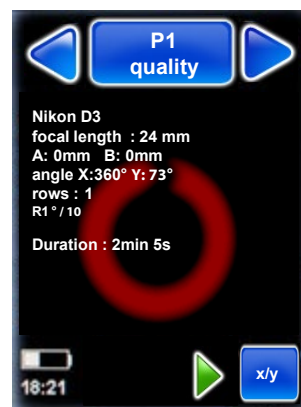 P1
quality
Nikon D3
focal length : 24 mm
A: 0mm B: 0mm
angle X:360° Y: 73°
rows : 1
R1 ° / 10
Duration : 2min 5s
18:21
x/y